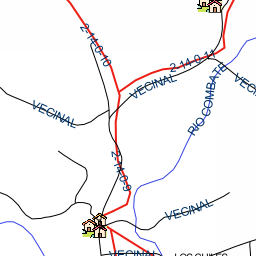 2-14-0-10
2-14-0-11
VECINAL
VECINAL
RIO COMBATE
2-14-0-9
VECINAL
VECINAL
LOS CHILES